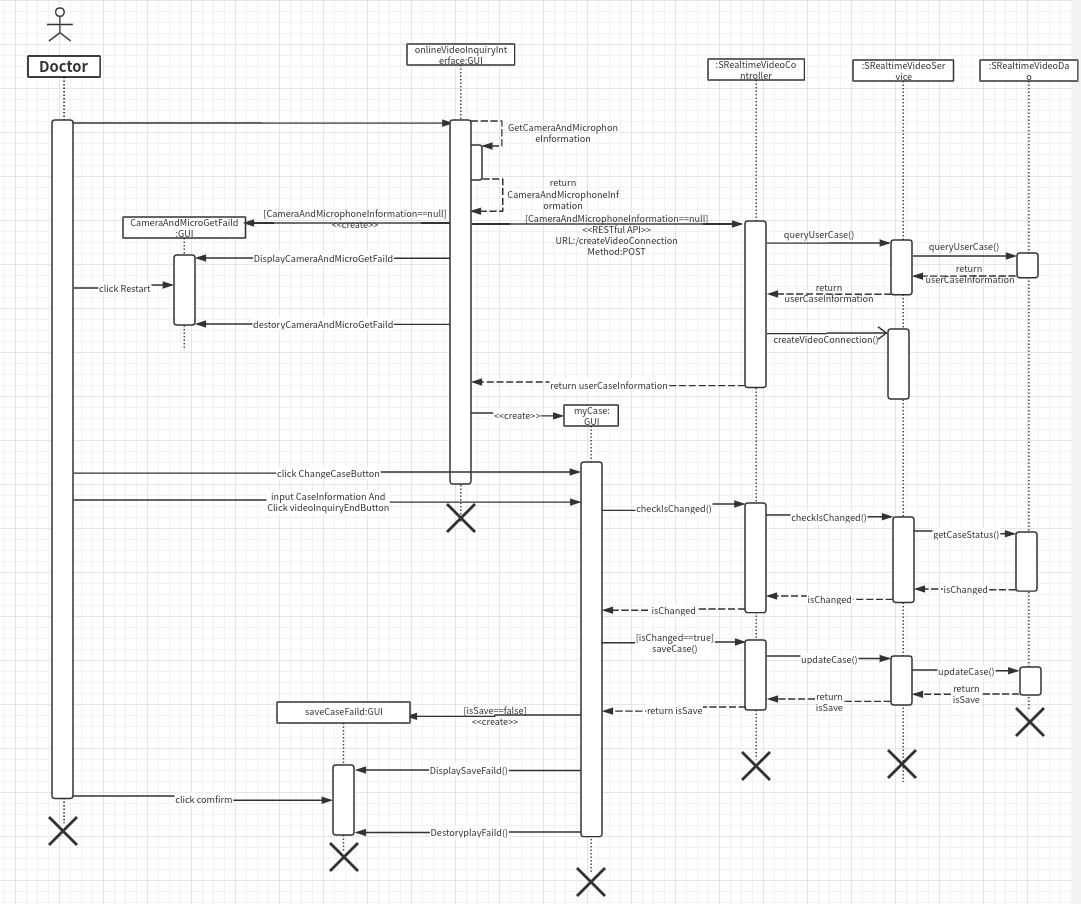 Doctor
onlineVideoInquiryInt
erface:GUI
:SRealtimeVideoCo
ntroller
:SRealtimeVideoSer
vice
:SRealtimeVideoDa
o
GetCameraAndMicrophon
eInformation
return
CameraAndMicrophoneInf
ormation
[CameraAndMicrophoneInformation==null]
<<create>>
CameraAndMicroGetFaild
:GUI
[CameraAndMicrophoneInformation==null]
<<RESTful API>>
URL:/createVideoConnection
Method:POST
queryUserCase()
queryUserCase()
return
userCaseInformation
return
userCaseInformation
DisplayCameraAndMicroGetFaild
click Restart
destoryCameraAndMicroGetFaild
createVideoConnection()
return userCaseInformation
<<create>>
myCase:
GUI
click ChangeCaseButton
input CaseInformation And
Click videoInquiryEndButton
checkIsChanged()
checkIsChanged()
getCaseStatus()
isChanged
isChanged
isChanged
[isChanged==true]
saveCase()
updateCase()
updateCase()
return
isSave
return
isSave
return isSave
saveCaseFaild:GUI
[isSave==false]
<<create>>
DisplaySaveFaild()
click comfirm
DestoryplayFaild()